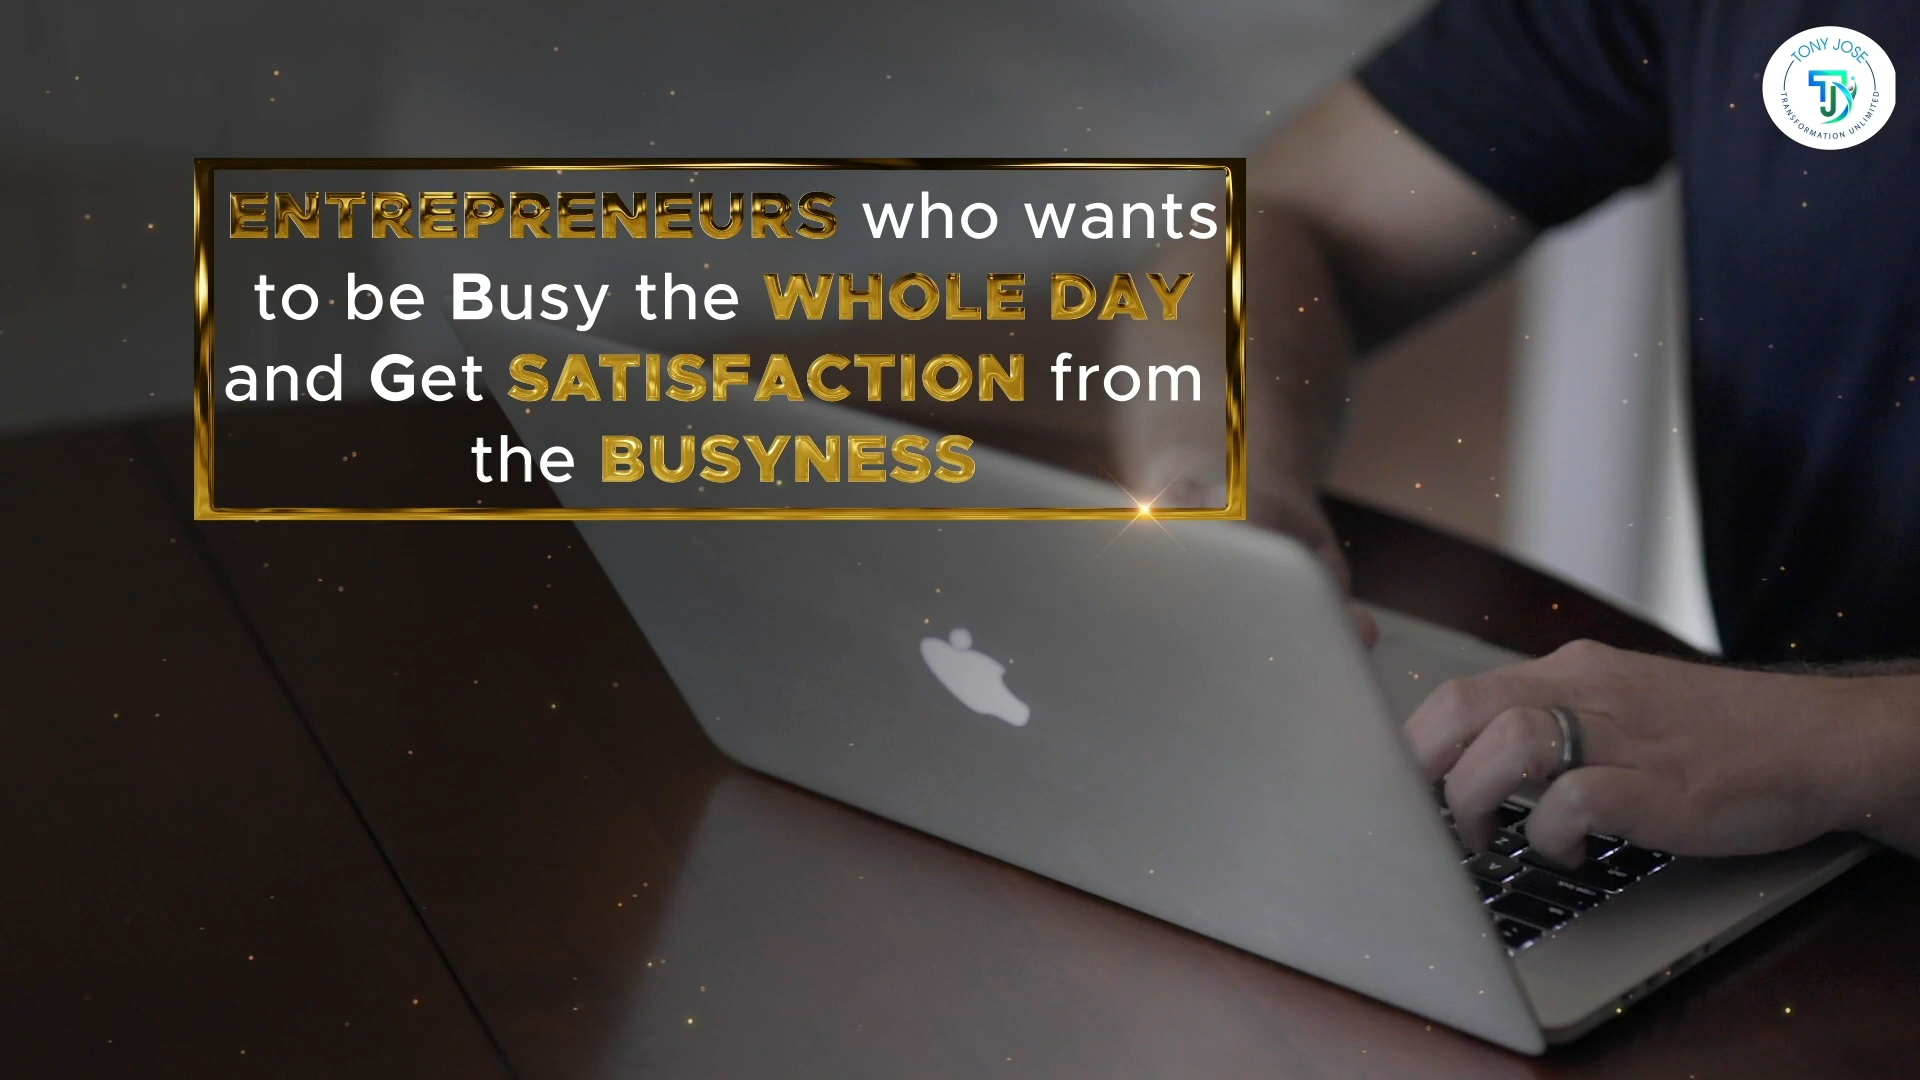 TONY JOSE
TJ
TRANSFORMATION UNLIMITED
ENTREPRENEURS who wants
to be Busy the WHOLE DAY
and Get SATISFACTION from
the BUSYNESS